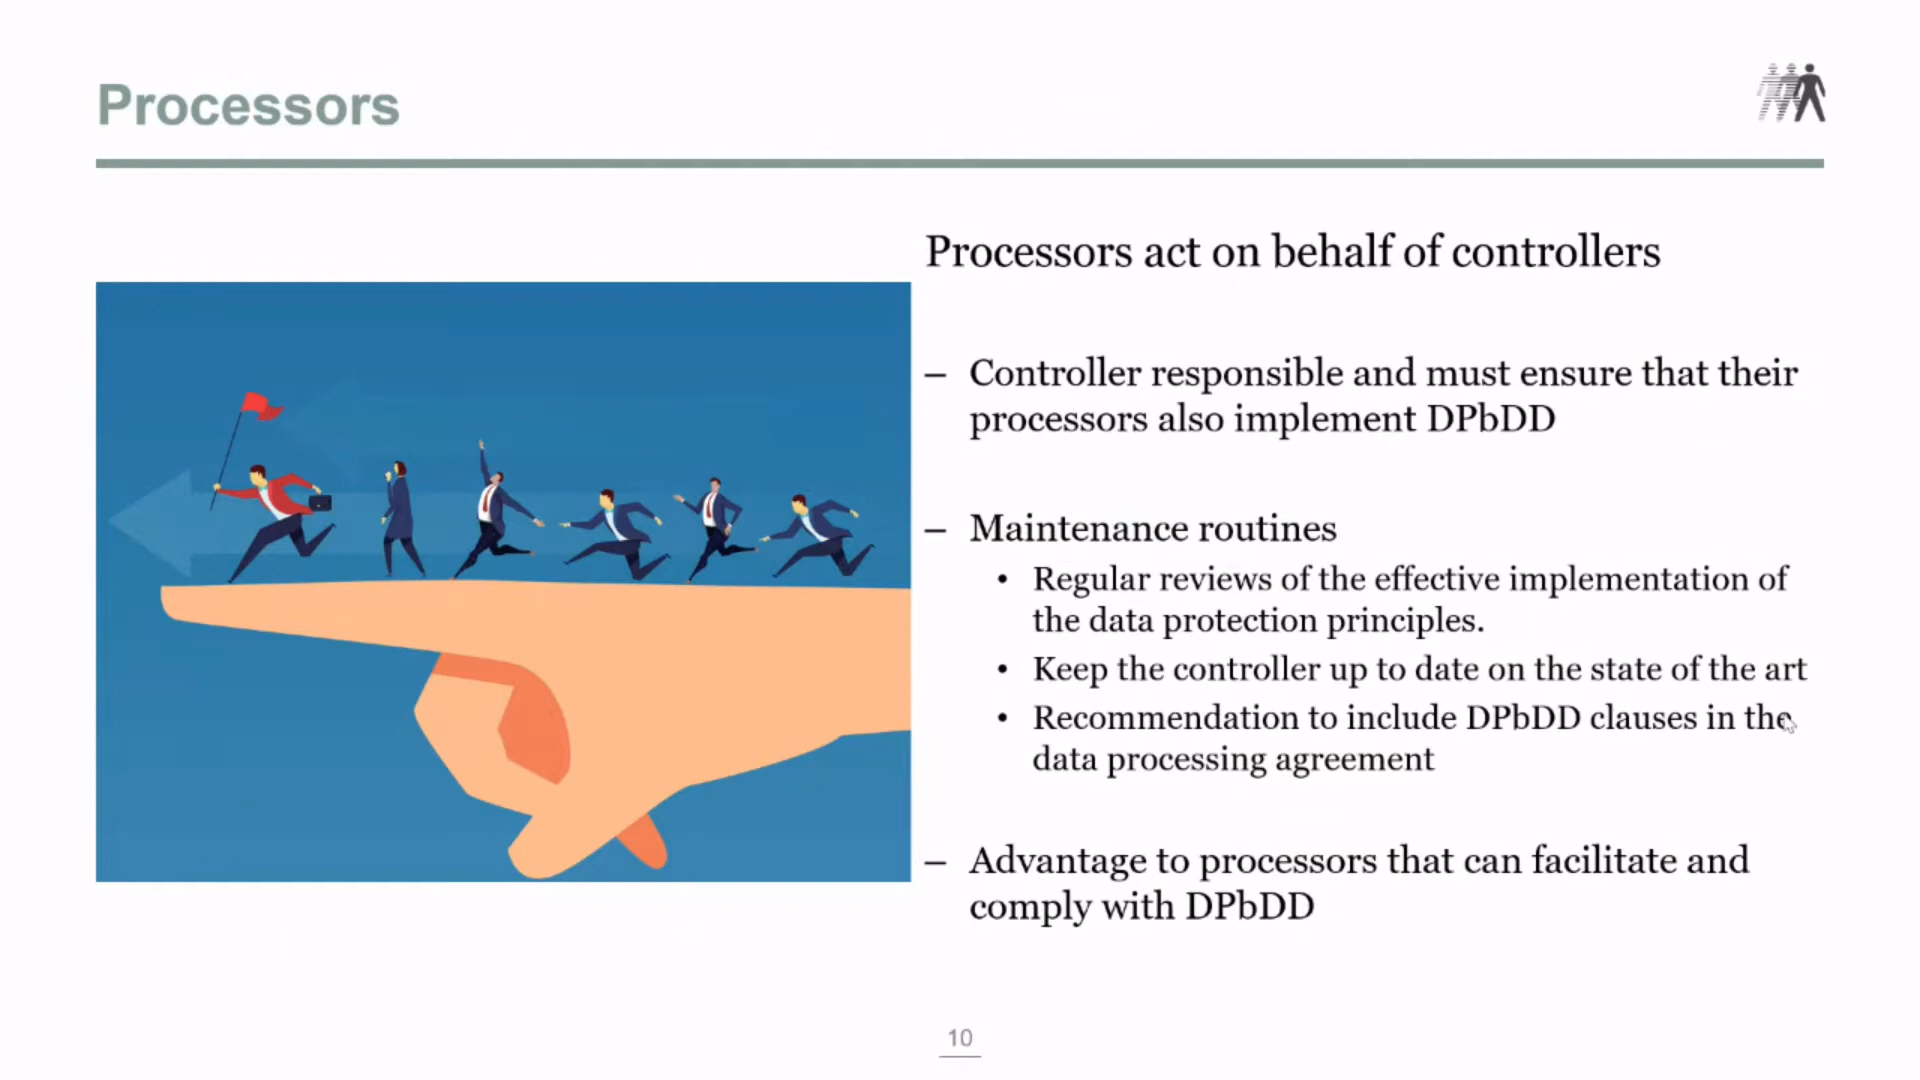 Processors
Processors act on behalf of controllers
– Controller responsible and must ensure that their
processors also implement DPbDD
– Maintenance routines
• Regular reviews of the effective implementation of
the data protection principles.
• Keep the controller up to date on the state of the art
• Recommendation to include DPbDD clauses in the
data processing agreement
– Advantage to processors that can facilitate and
comply with DPbDD
10